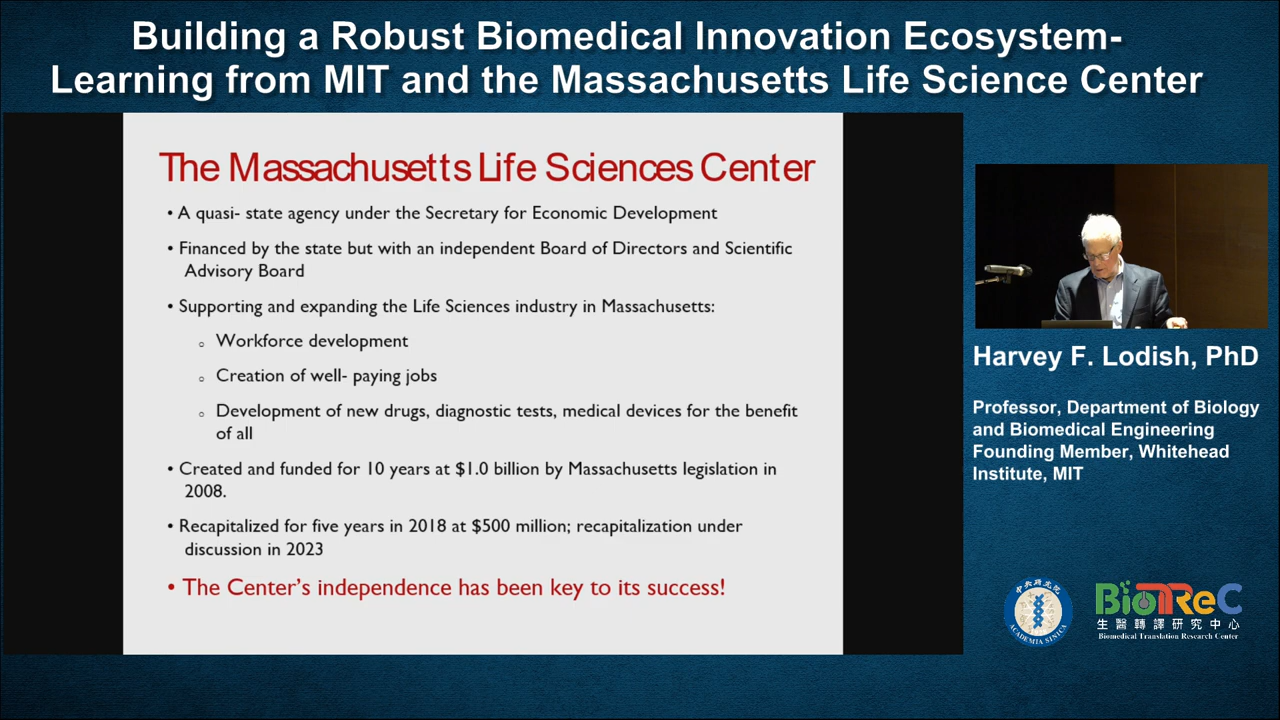 Building a Robust Biomedical Innovation Ecosystem-
Learning from MIT and the Massachusetts Life Science Center
The Massachusetts Life Sciences Center
• A quasi- state agency under the Secretary for Economic Development
• Financed by the state but with an independent Board of Directors and Scientific
Advisory Board
• Supporting and expanding the Life Sciences industry in Massachusetts:
o Workforce development
o Creation of well- paying jobs
o Development of new drugs, diagnostic tests, medical devices for the benefit
of all
• Created and funded for 10 years at $1.0 billion by Massachusetts legislation in
2008.
• Recapitalized for five years in 2018 at $500 million; recapitalization under
discussion in 2023
• The Center's independence has been key to its success!
Harvey F. Lodish, PhD
Professor, Department of Biology
and Biomedical Engineering
Founding Member, Whitehead
Institute, MIT
中央研究院
ACADEMIA SINICA
BioTReC
生醫轉譯研究中心
Biomedical Translation Research Center